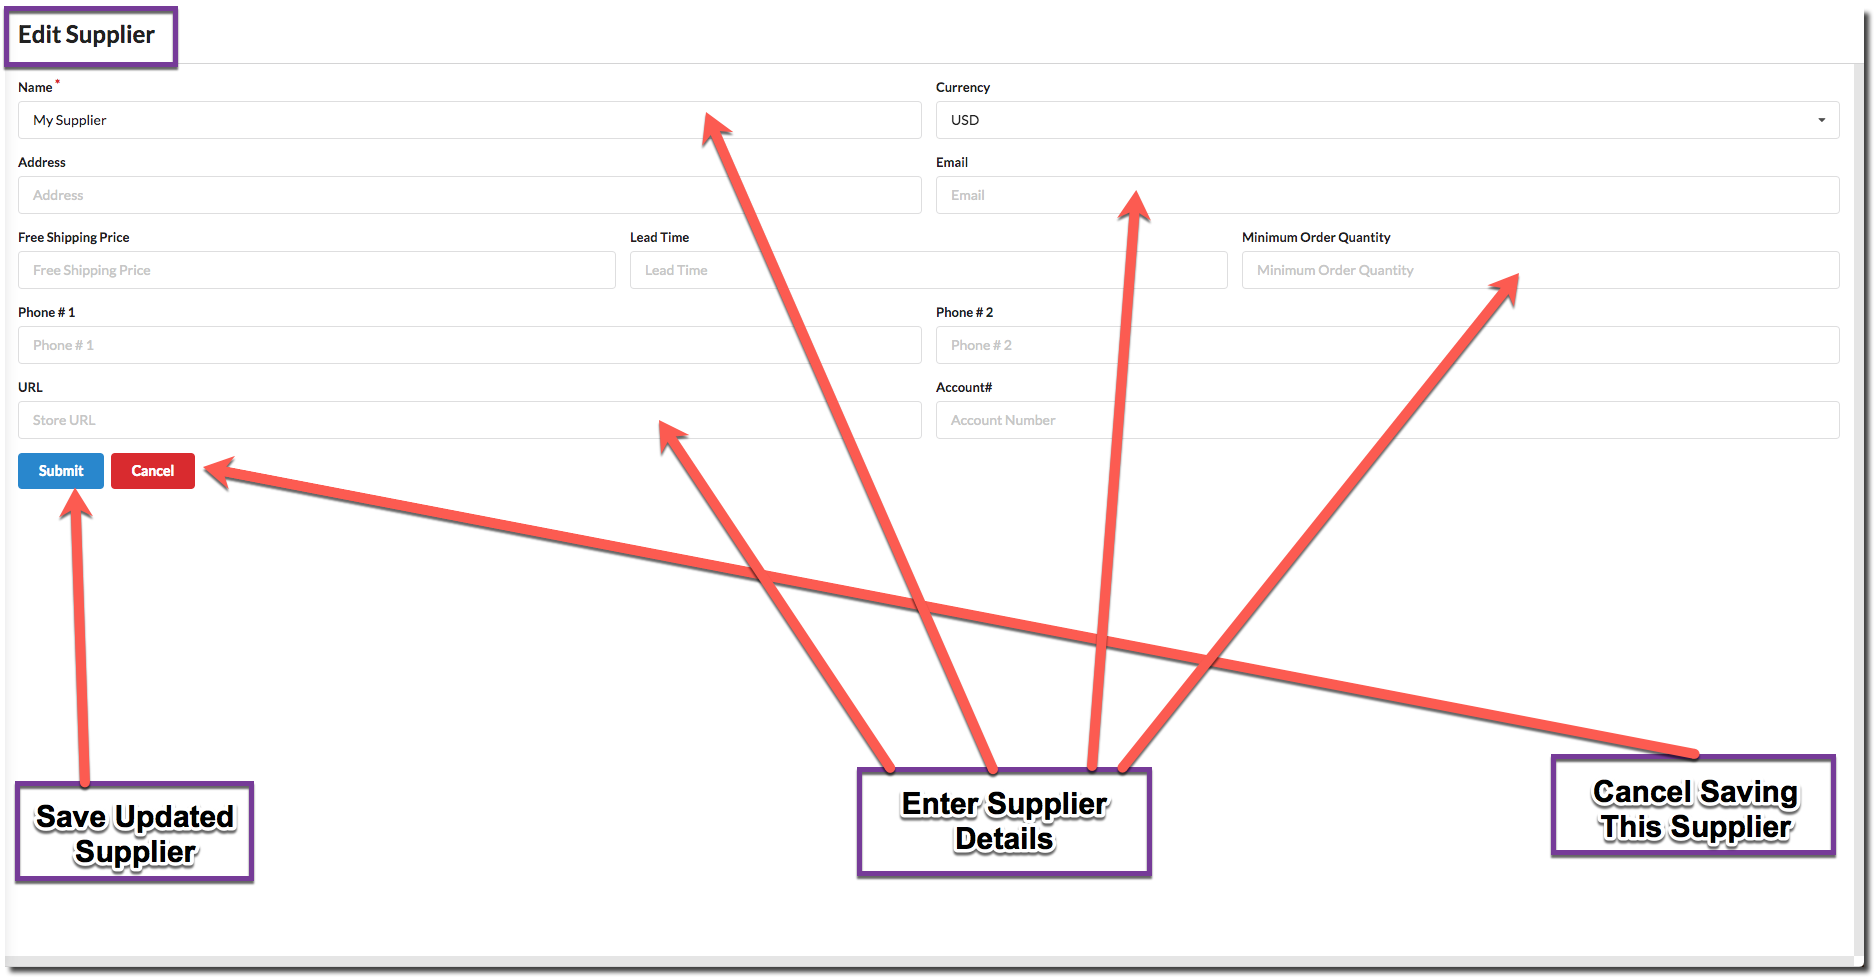 Edit Supplier
Name *
Currency
My Supplier
USD
Address
Email
Address
Email
Free Shipping Price
Lead Time
Minimum Order Quantity
Free Shipping Price
Lead Time
Minimum Order Quantity
Phone # 1
Phone # 2
Phone # 1
Phone # 2
URL
Account#
Store URL
Account Number
Submit
Cancel
Save Updated
Supplier
Enter Supplier
Details
Cancel Saving
This Supplier